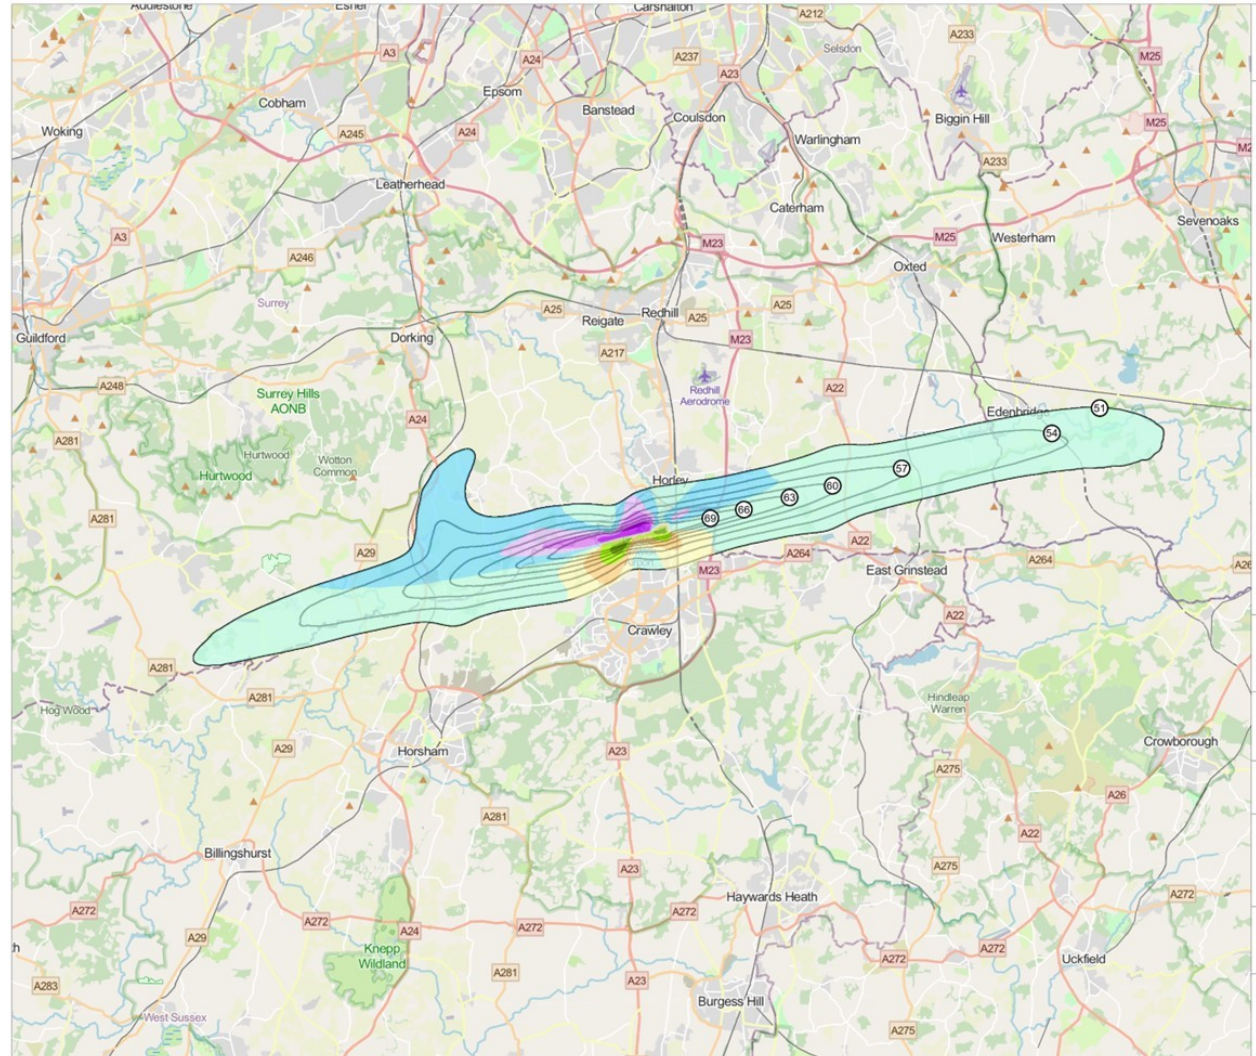 Addlestone
Esher
Carshalton
A212
A233
A3
A24
A237
A23
Selsdon
M25
Cobham
Epsom
Banstead
Coulsdon
Biggin Hill
M25
Woking
A245
A24
Warlingham
A233
Leatherhead
Caterham
Sevenoaks
A3
A246
M23
M25
Westerham
Oxted
Surrey
A25
Reigate
Redhill
A25
A25
Guildford
Dorking
A217
M23
A248
Surrey Hills
AONB
Redhill
Aerodrome
A22
A24
Edenbridge
51
A281
54
Hurtwood
Hurtwood
Wotton
Common
57
Horley
60
63
66
69
A281
A29
A264
A22
A264
M23
East Grinstead
A22
Crawley
A281
A281
Hog Wood
Hindleap
Warren
A29
Horsham
A23
Crowborough
A275
A26
A281
A22
Billingshurst
A23
A275
Haywards Heath
A272
A272
A272
A24
A272
A272
A29
Knepp
Wildland
A272
A272
Uckfield
A283
A281
A23
Burgess Hill
West Sussex
A275